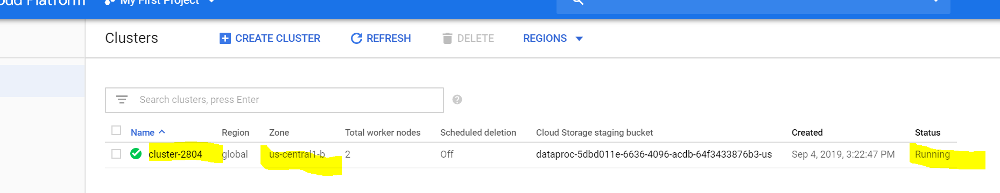 oud Platform My First Project
Clusters CREATE CLUSTER REFRESH DELETE REGIONS
Search clusters, press Enter ?
Name Region Zone Total worker nodes Scheduled deletion Cloud Storage staging bucket Created Status
cluster-2804 global us-central1-b 2 Off dataproc-5dbd011e-6636-4096-acdb-64f3433876b3-us Sep 4, 2019, 3:22:47 PM Running